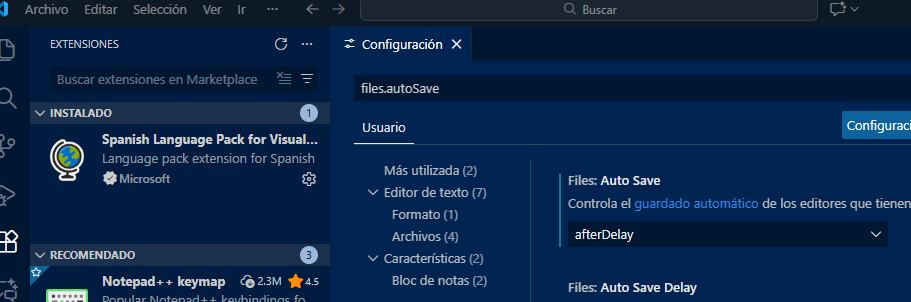 Archivo Editar Selección Ver Ir ··· Buscar
EXTENSIONES
Buscar extensiones en Marketplace
INSTALADO 1
Spanish Language Pack for Visual...
Language pack extension for Spanish ...
Microsoft
RECOMENDADO 3
Notepad++ keymap 2.3M 4.5
Popular Notepad++ keybindings fo...
Configuración
files.autoSave
Usuario
Configuraci
Más utilizada (2)
Editor de texto (7)
Formato (1)
Archivos (4)
Características (2)
Bloc de notas (2)
Files: Auto Save
Controla el guardado automático de los editores que tienen
afterDelay
Files: Auto Save Delay